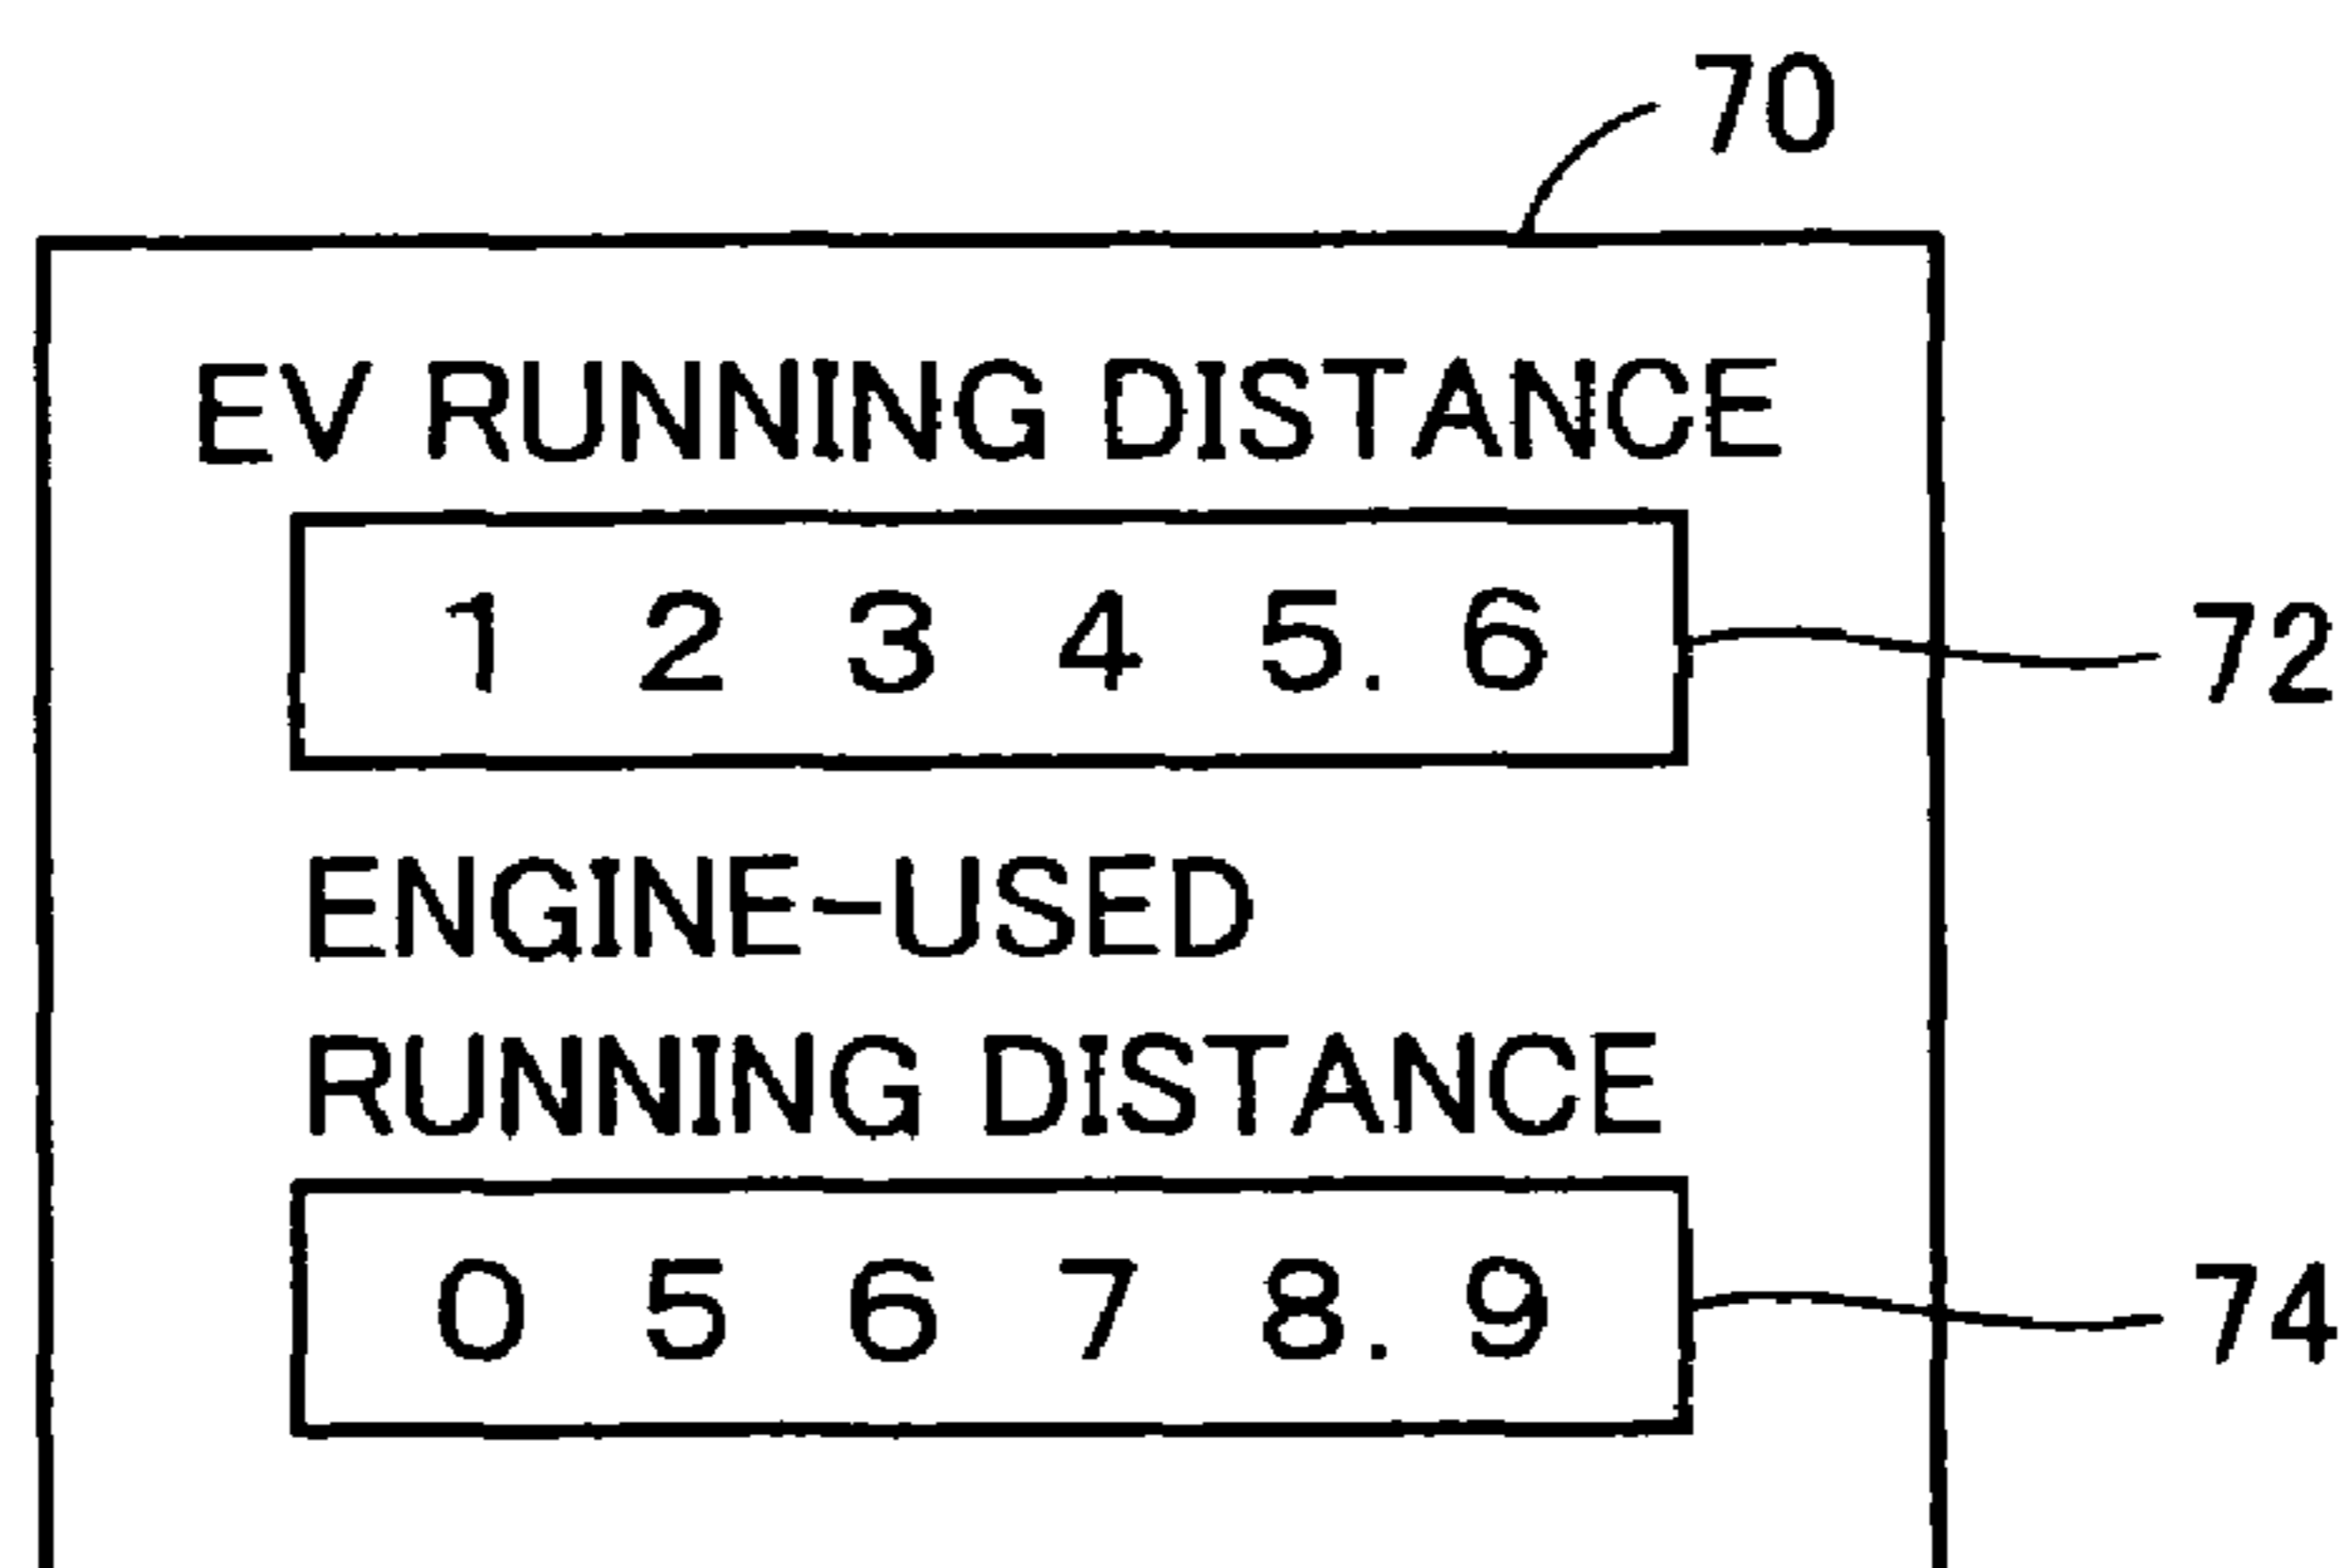 70
EV RUNNING DISTANCE
1 2 3 4 5. 6
72
ENGINE-USED
RUNNING DISTANCE
0 5 6 7 8. 9
74